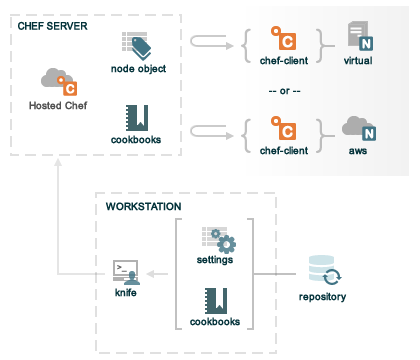 CHEF SERVER
node object
Hosted Chef
cookbooks
chef-client
virtual
-- or --
chef-client
aws
C
C
C
N
N
WORKSTATION
settings
>_
knife
cookbooks
repository